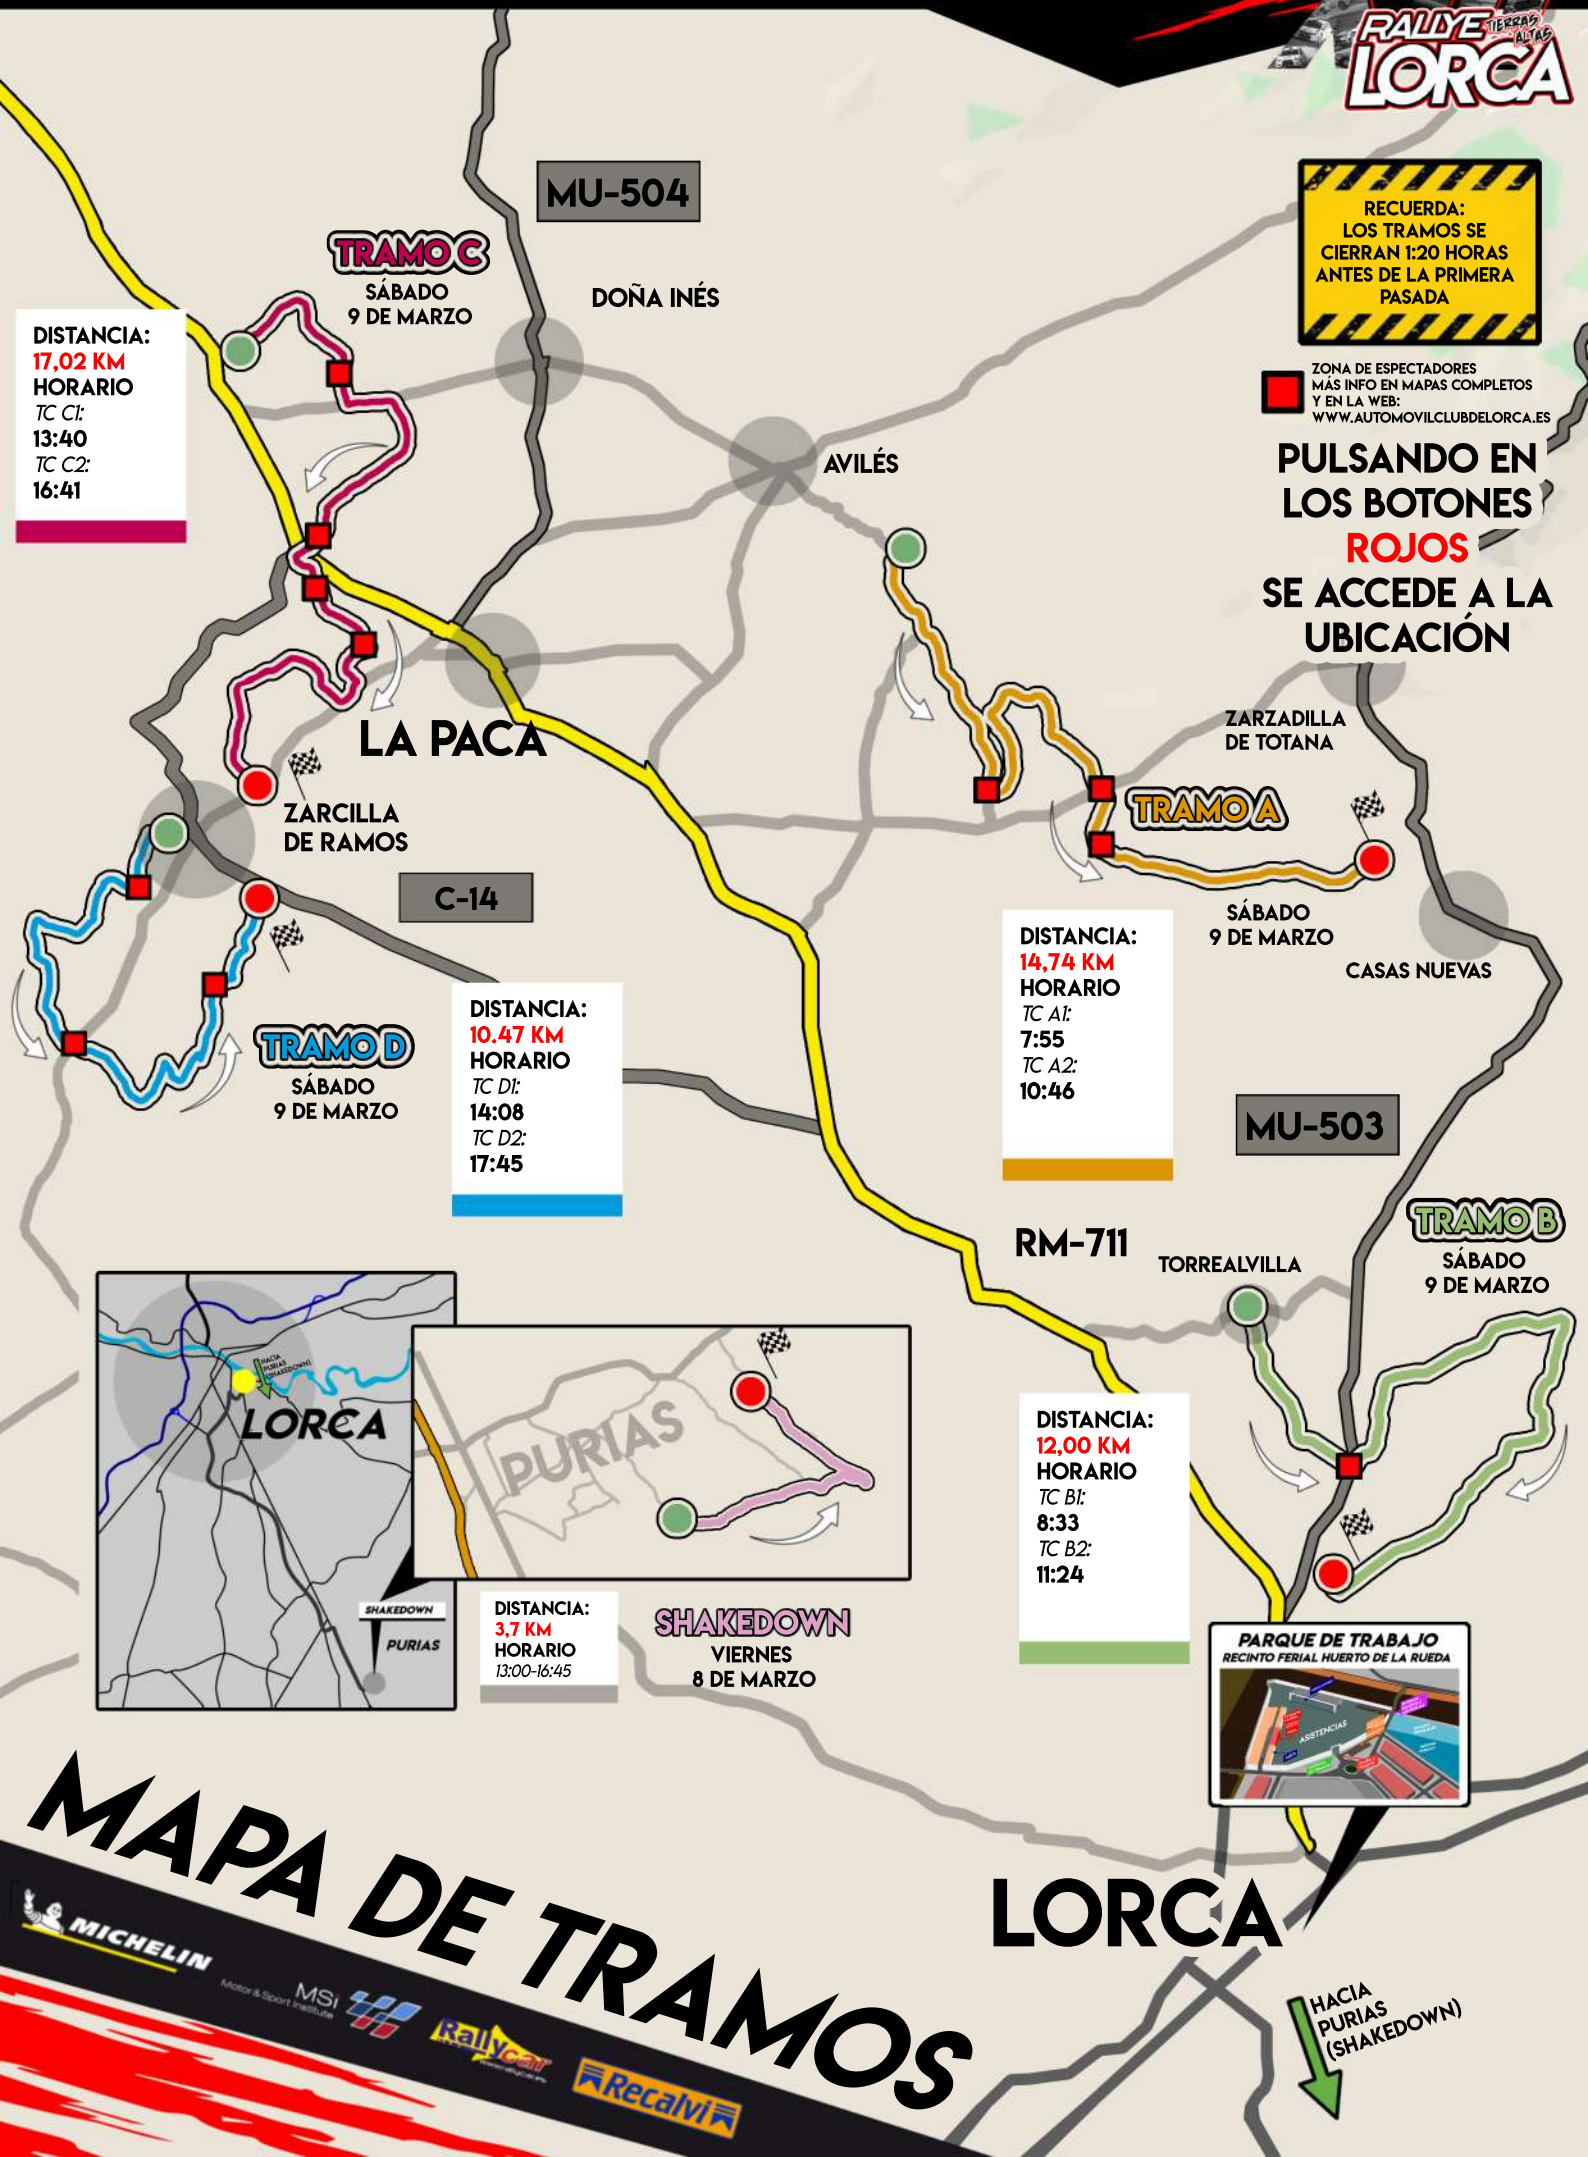 RALLYE TIERRAS ALTAS
LORCA
MU-504
TRAMO C
SÁBADO
9 DE MARZO
DOÑA INÉS
RECUERDA:
LOS TRAMOS SE
CIERRAN 1:20 HORAS
ANTES DE LA PRIMERA
PASADA
DISTANCIA:
17,02 KM
HORARIO
TC C1:
13:40
TC C2:
16:41
ZONA DE ESPECTADORES
MÁS INFO EN MAPAS COMPLETOS
Y EN LA WEB:
WWW.AUTOMOVILCLUBDELORCA.ES
PULSANDO EN
LOS BOTONES
ROJOS
SE ACCEDE A LA
UBICACIÓN
AVILÉS
LA PACA
ZARZADILLA
DE TOTANA
ZARCILLA
DE RAMOS
TRAMO A
SÁBADO
9 DE MARZO
C-14
CASAS NUEVAS
DISTANCIA:
14,74 KM
HORARIO
TC A1:
7:55
TC A2:
10:46
DISTANCIA:
10.47 KM
HORARIO
TC D1:
14:08
TC D2:
17:45
TRAMO D
SÁBADO
9 DE MARZO
MU-503
TRAMO B
SÁBADO
9 DE MARZO
RM-711
TORREALVILLA
HACIA
PURIAS
(SHAKEDOWN)
LORCA
PURIAS
DISTANCIA:
12,00 KM
HORARIO
TC B1:
8:33
TC B2:
11:24
SHAKEDOWN
PURIAS
DISTANCIA:
3,7 KM
HORARIO
13:00-16:45
SHAKEDOWN
VIERNES
8 DE MARZO
PARQUE DE TRABAJO
RECINTO FERIAL HUERTO DE LA RUEDA
ASISTENCIAS
MAPA DE TRAMOS
LORCA
HACIA
PURIAS
(SHAKEDOWN)
MICHELIN
MSi
Motor & Sport Institute
Rallycar
Recalvi